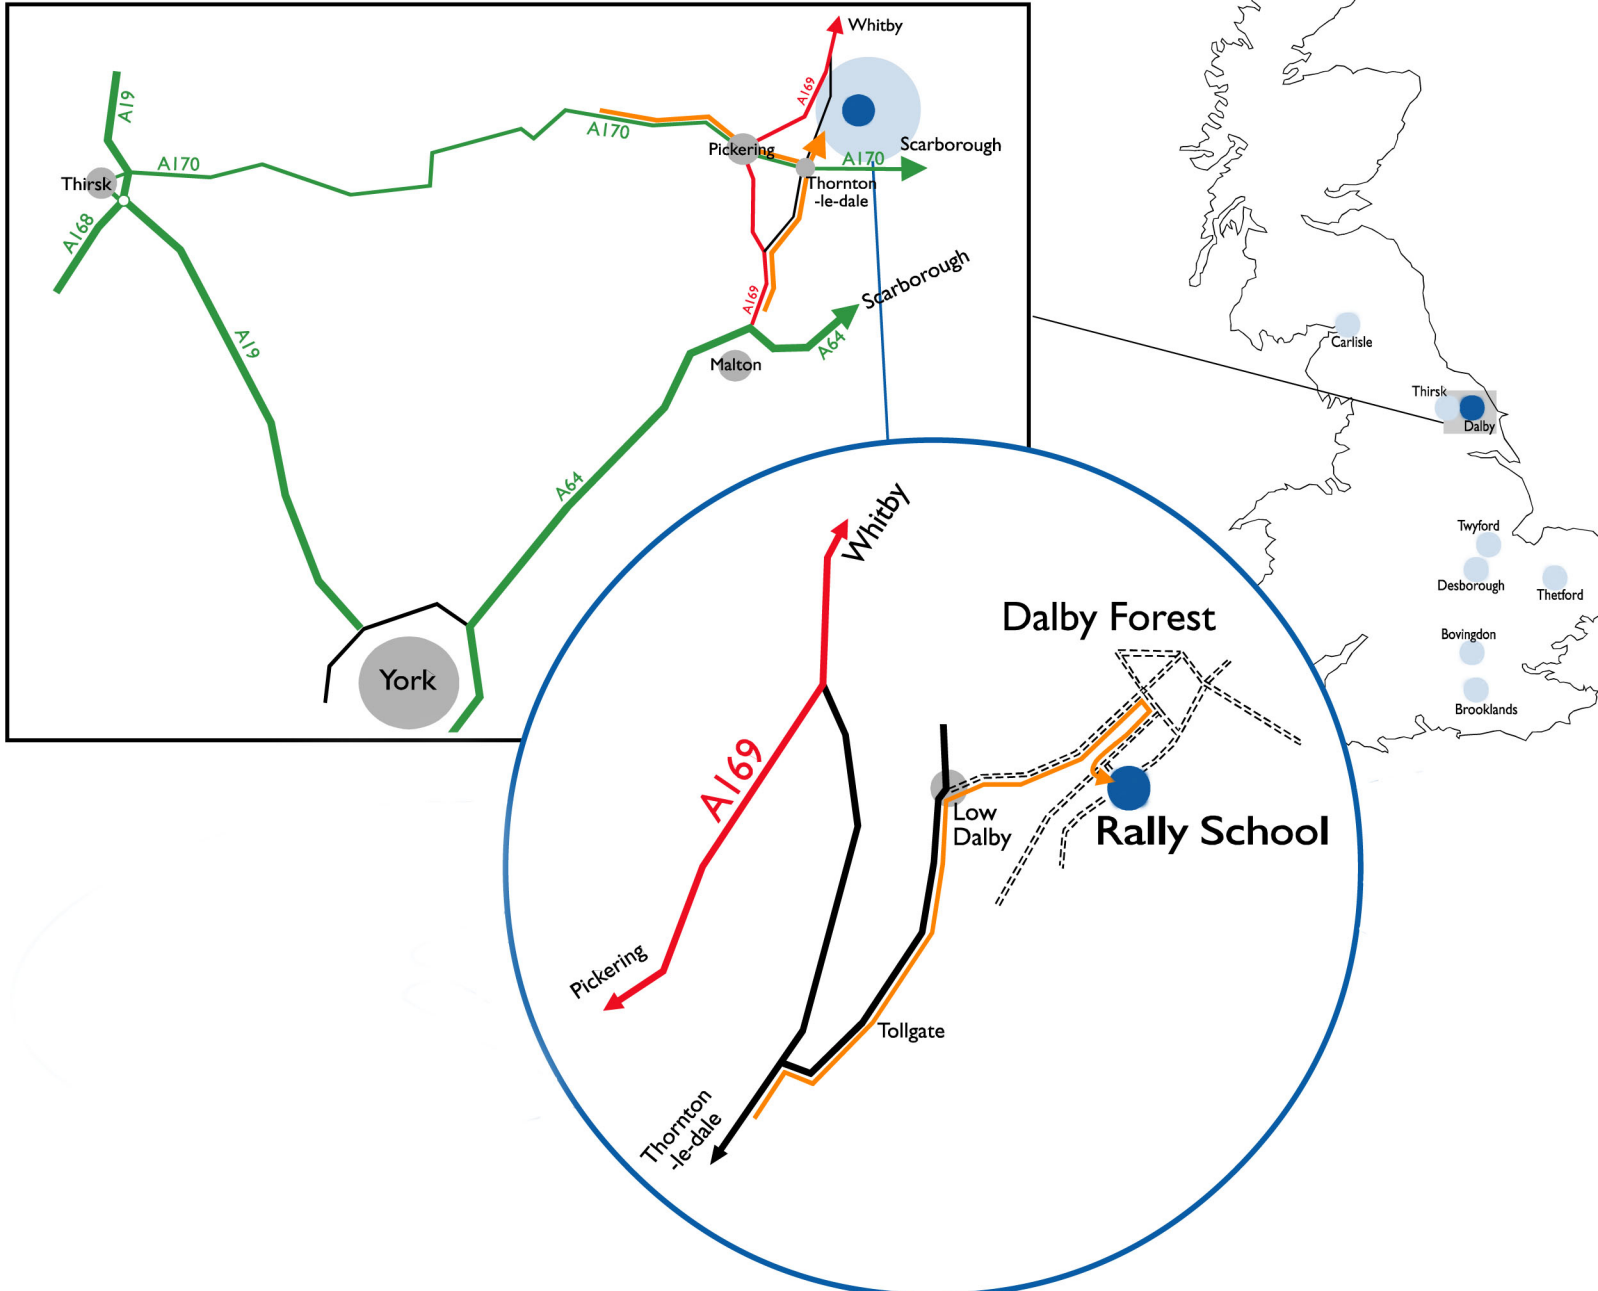 Whitby
A169
A19
A170
Scarborough
A170
Pickering
A170
Thirsk
Thornton
-le-dale
A168
Scarborough
A169
A19
A64
Malton
A64
York
Carlisle
Thirsk
Dalby
Twyford
Desborough
Thetford
Bovingdon
Brooklands
Whitby
Dalby Forest
A169
Low
Dalby
Rally School
Pickering
Tollgate
Thornton
-le-dale